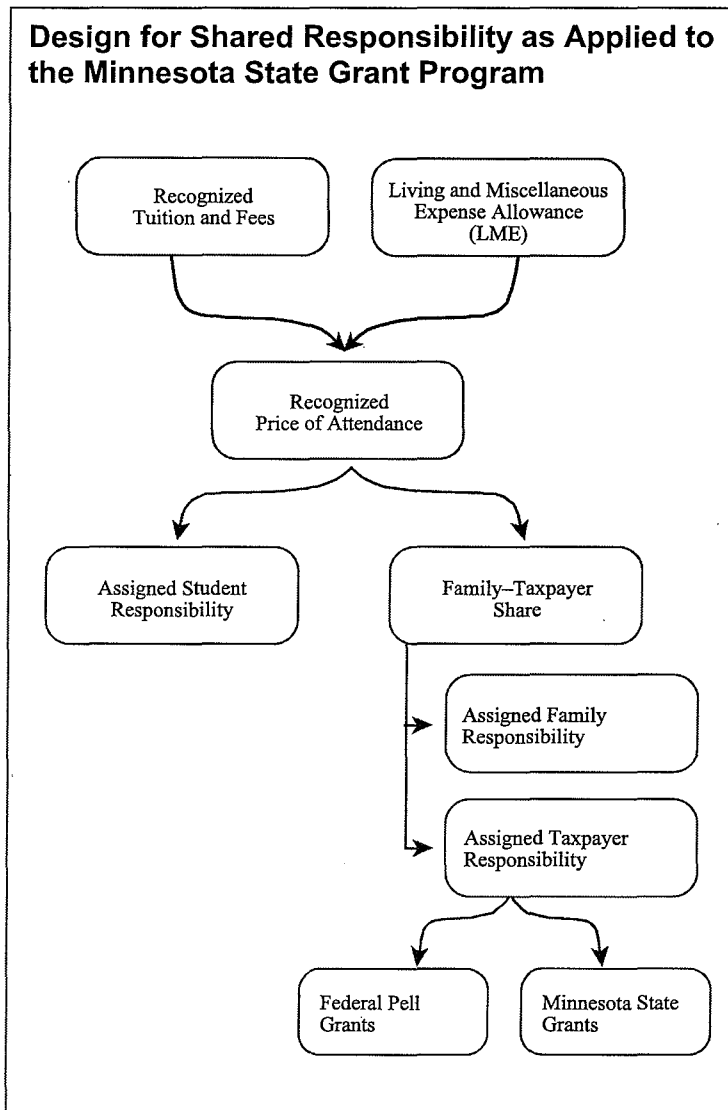 Design for Shared Responsibility as Applied to
the Minnesota State Grant Program
Recognized
Tuition and Fees
Living and Miscellaneous
Expense Allowance
(LME)
Recognized
Price of Attendance
Assigned Student
Responsibility
Family–Taxpayer
Share
Assigned Family
Responsibility
Assigned Taxpayer
Responsibility
Federal Pell
Grants
Minnesota State
Grants